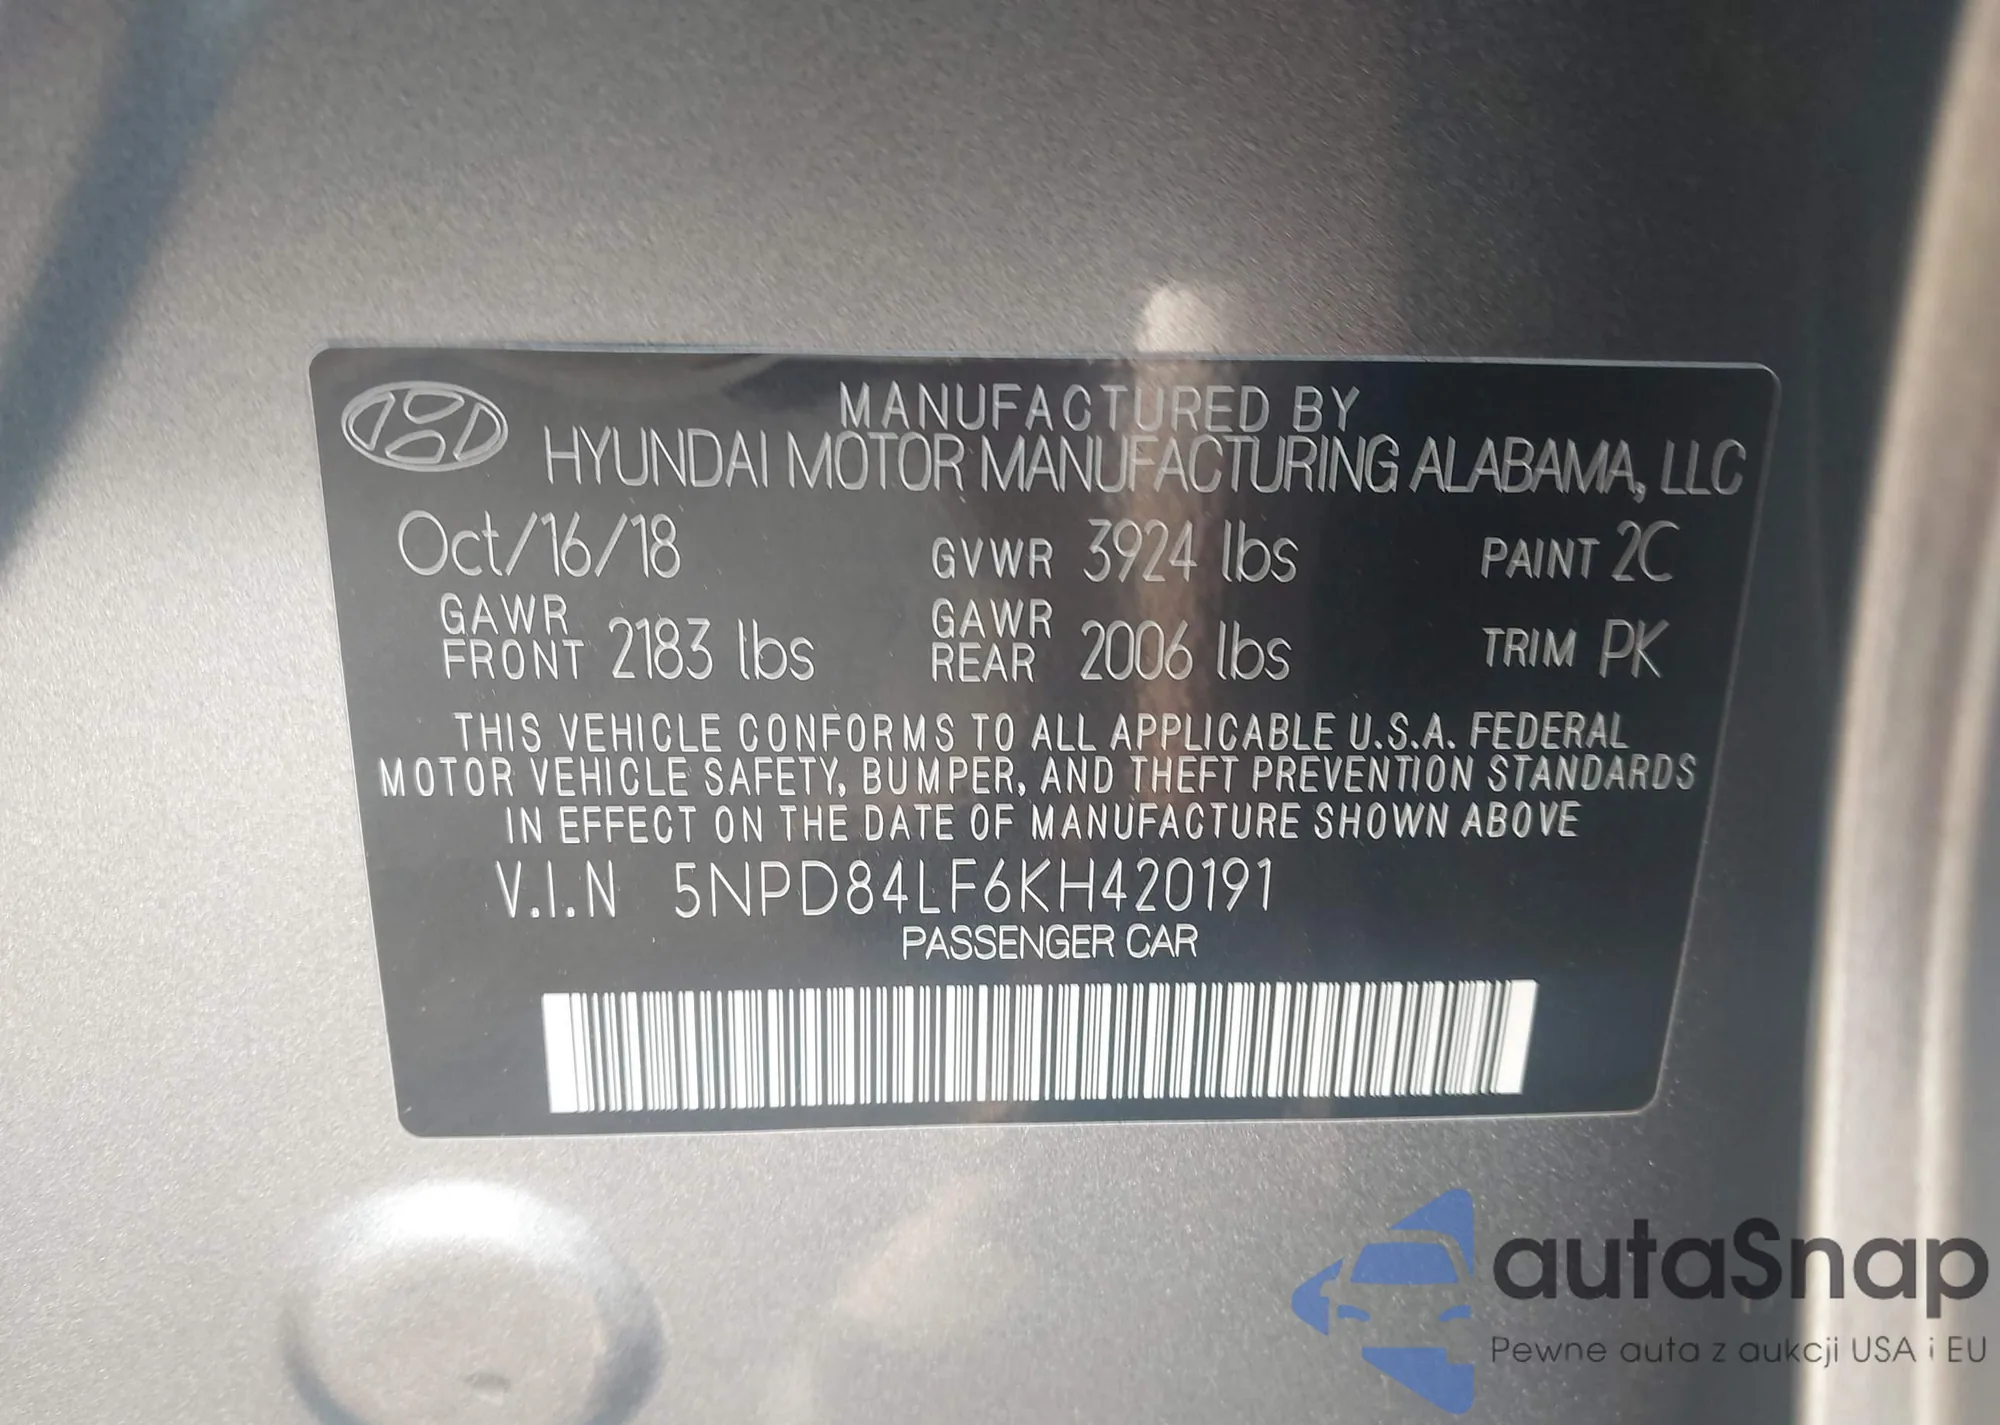 MANUFACTURED BY
HYUNDAI MOTOR MANUFACTURING ALABAMA, LLC
Oct/16/18 GVWR 3924 lbs PAINT 2C
GAWR FRONT 2183 lbs GAWR REAR 2006 lbs TRIM PK
THIS VEHICLE CONFORMS TO ALL APPLICABLE U.S.A. FEDERAL
MOTOR VEHICLE SAFETY, BUMPER, AND THEFT PREVENTION STANDARDS
IN EFFECT ON THE DATE OF MANUFACTURE SHOWN ABOVE
V.I.N 5NPD84LF6KH420191
PASSENGER CAR
autaSnap
Pewne auta z aukcji USA i EU